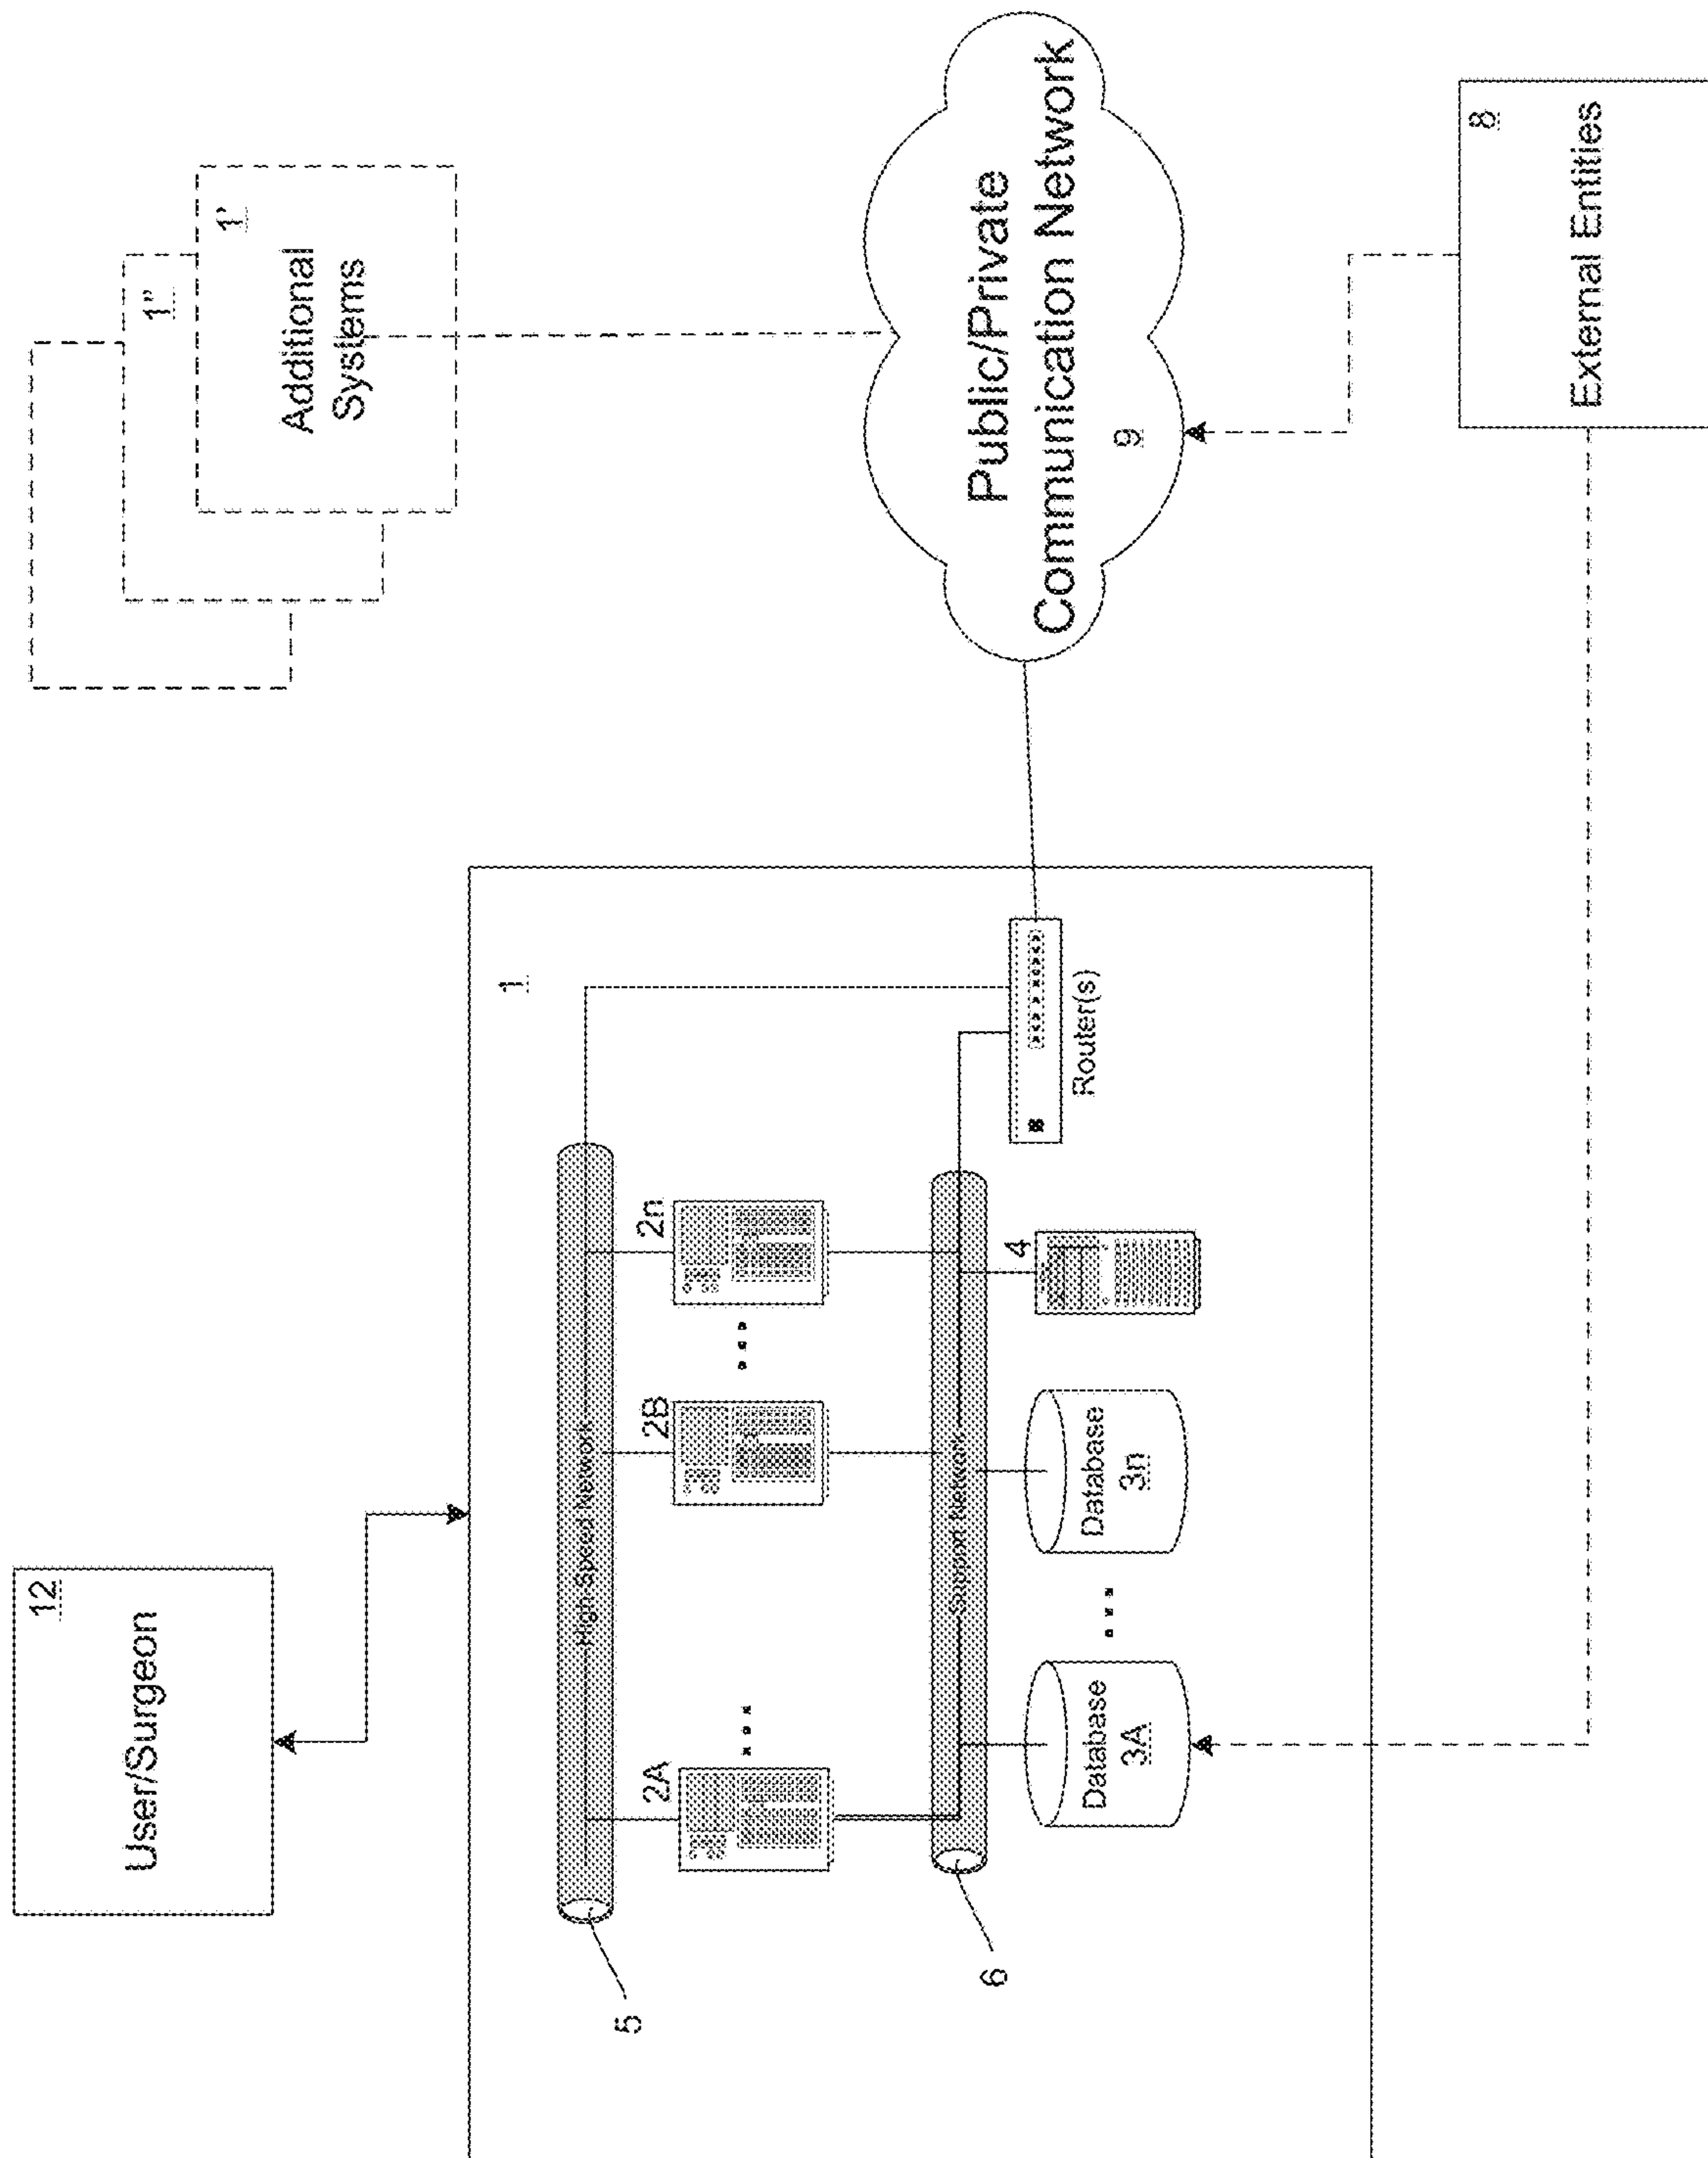 12
User/Surgeon
1"
1'
Additional
Systems
1
High-Speed Network
5
2A
2B
2n
Support Network
6
Database
3A
Database
3n
4
Router(s)
Public/Private
Communication Network
9
8
External Entities